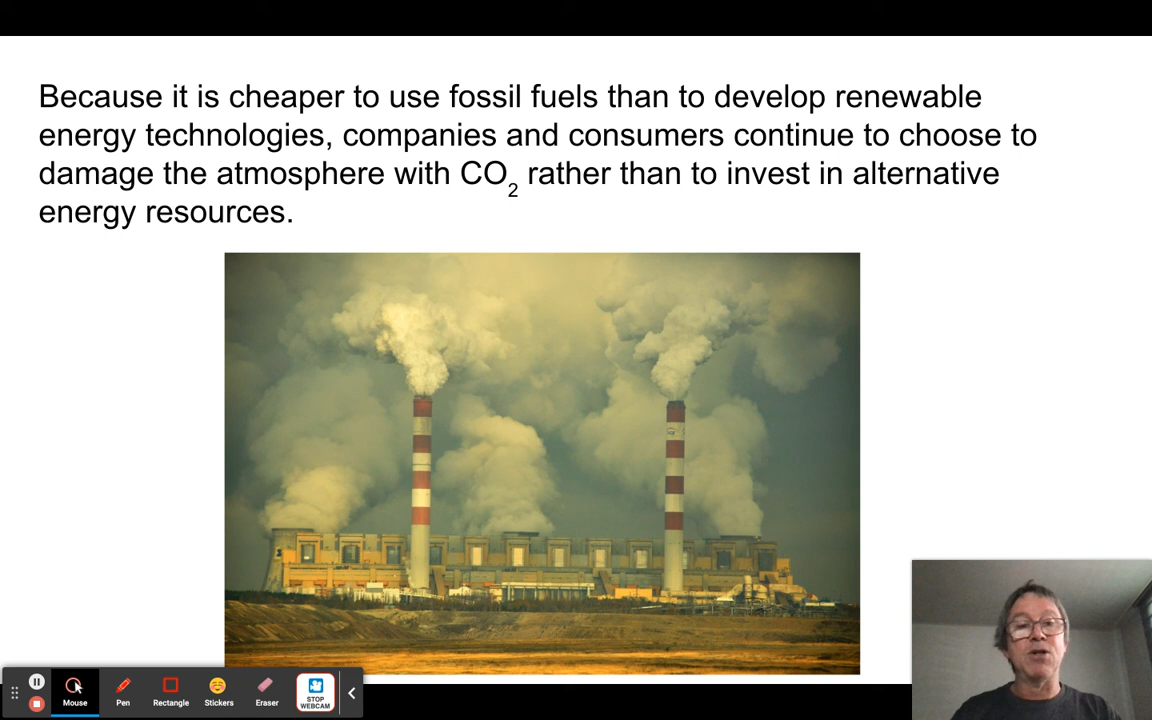 Because it is cheaper to use fossil fuels than to develop renewable
energy technologies, companies and consumers continue to choose to
damage the atmosphere with CO₂ rather than to invest in alternative
energy resources.
Mouse
Pen
Rectangle
Stickers
Eraser
STOP
WEBCAM